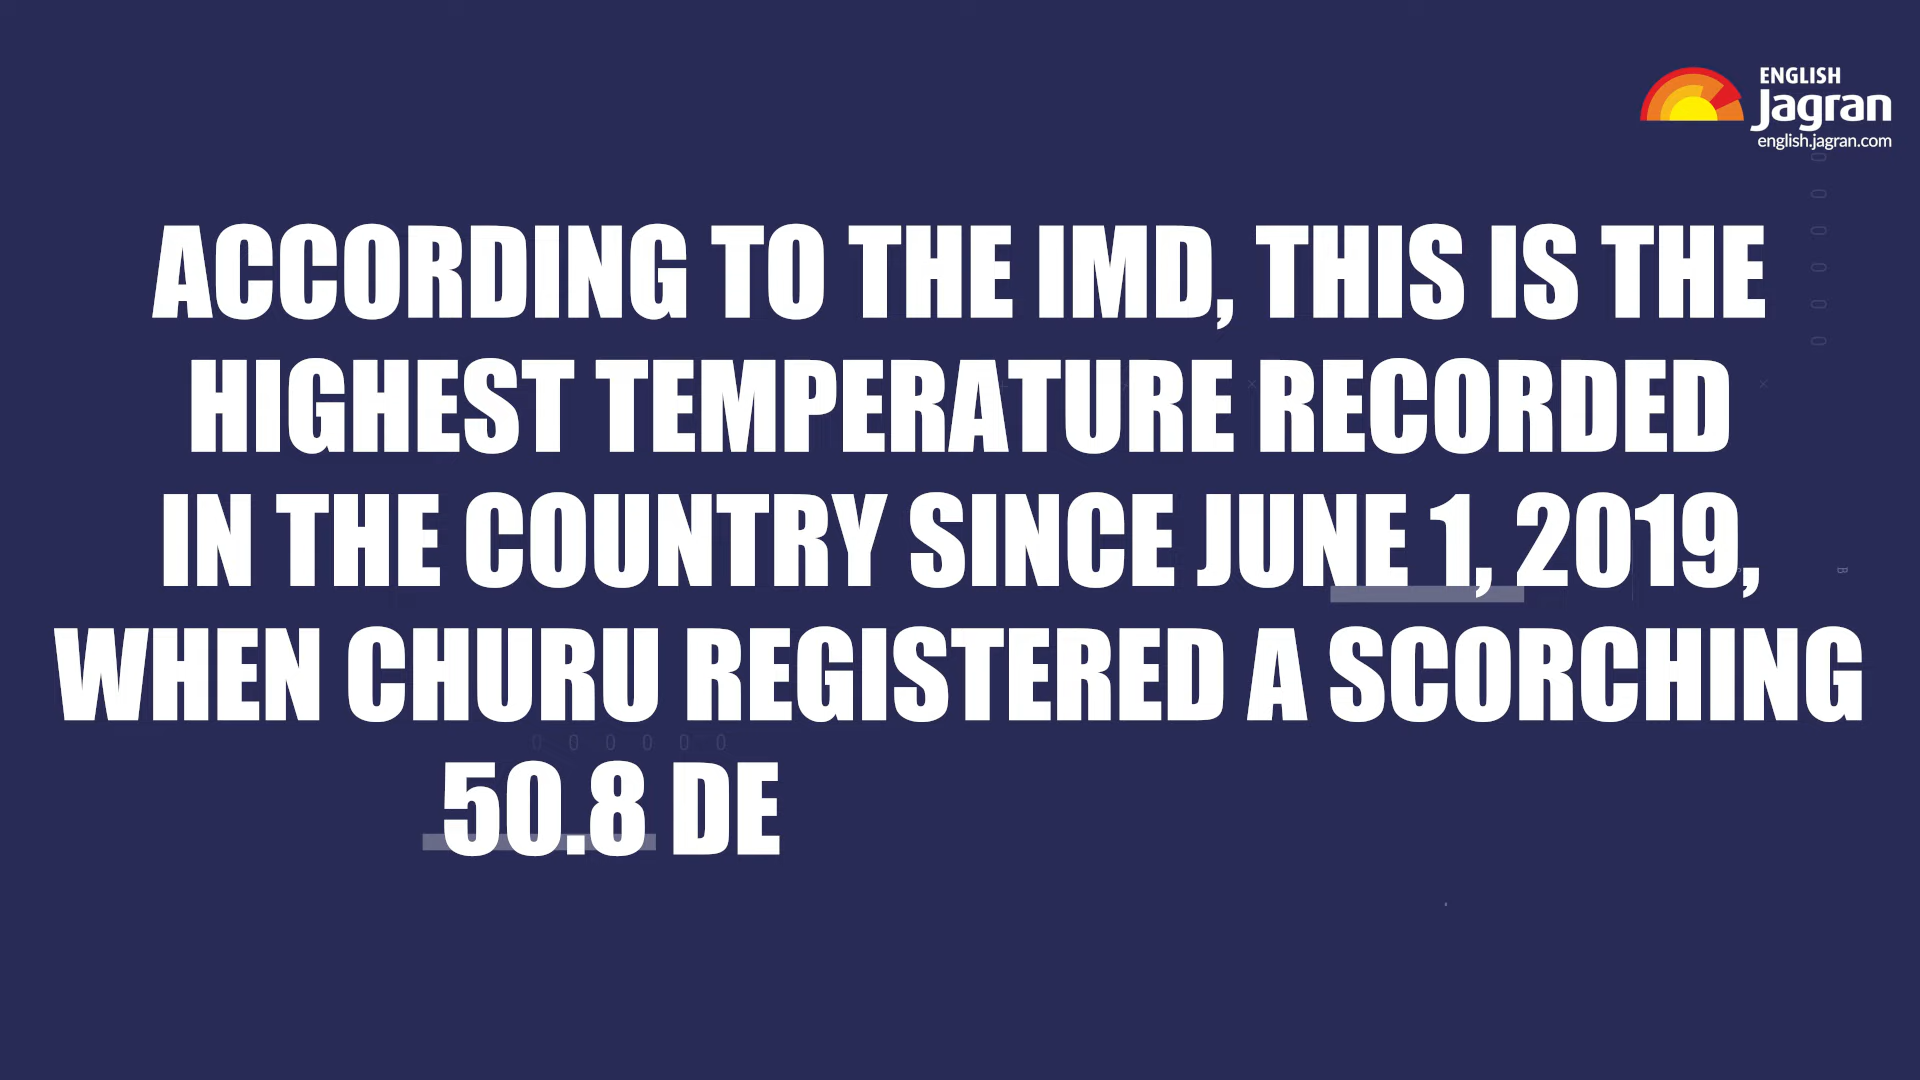 ENGLISH
Jagran
english.jagran.com
ACCORDING TO THE IMD, THIS IS THE
HIGHEST TEMPERATURE RECORDED
IN THE COUNTRY SINCE JUNE 1, 2019,
WHEN CHURU REGISTERED A SCORCHING
50.8 DE